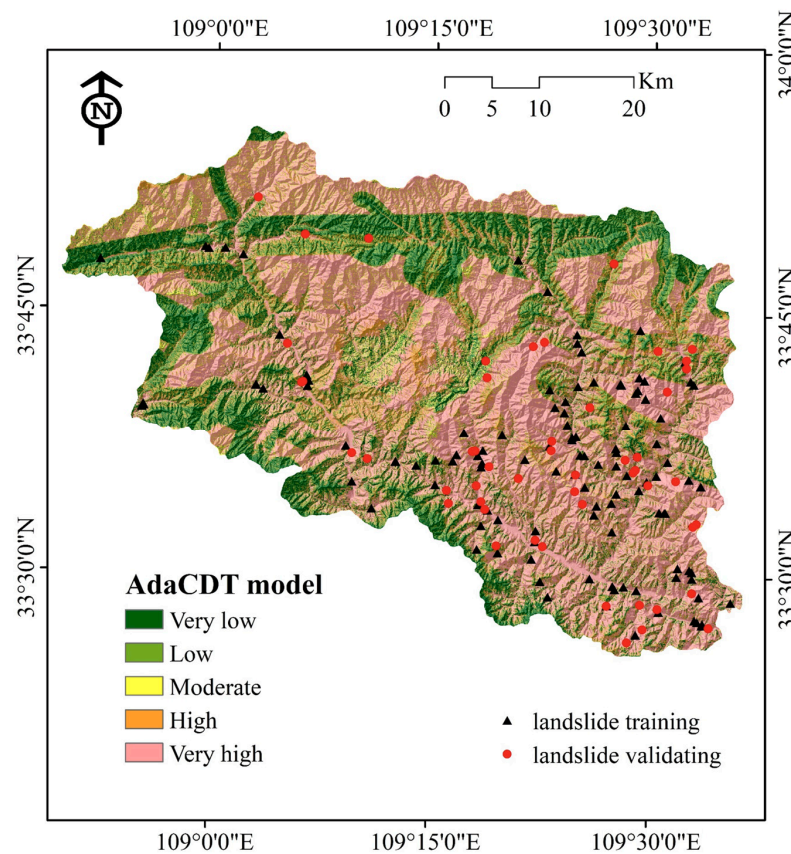 109°0'0"E 109°15'0"E 109°30'0"E
34°0'0"N
N
Km
0 5 10 20
33°45'0"N
33°45'0"N
33°30'0"N
33°30'0"N
AdaCDT model
Very low
Low
Moderate
High
Very high
landslide training
landslide validating
109°0'0"E 109°15'0"E 109°30'0"E